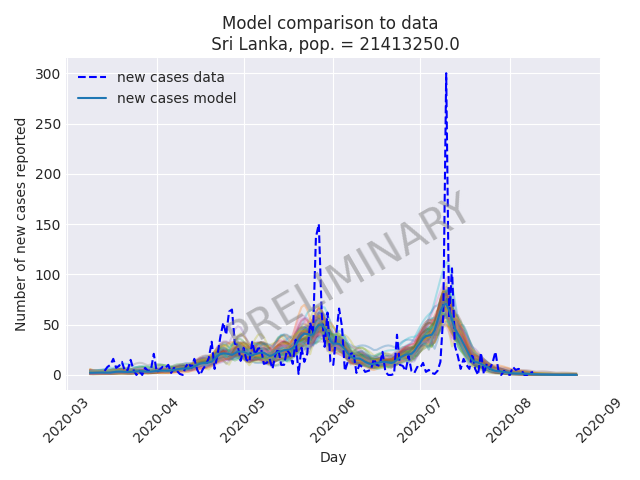 Model comparison to data
Sri Lanka, pop. = 21413250.0
new cases data
new cases model
Number of new cases reported
300
250
200
150
100
50
0
PRELIMINARY
2020-03
2020-04
2020-05
2020-06
2020-07
2020-08
2020-09
Day